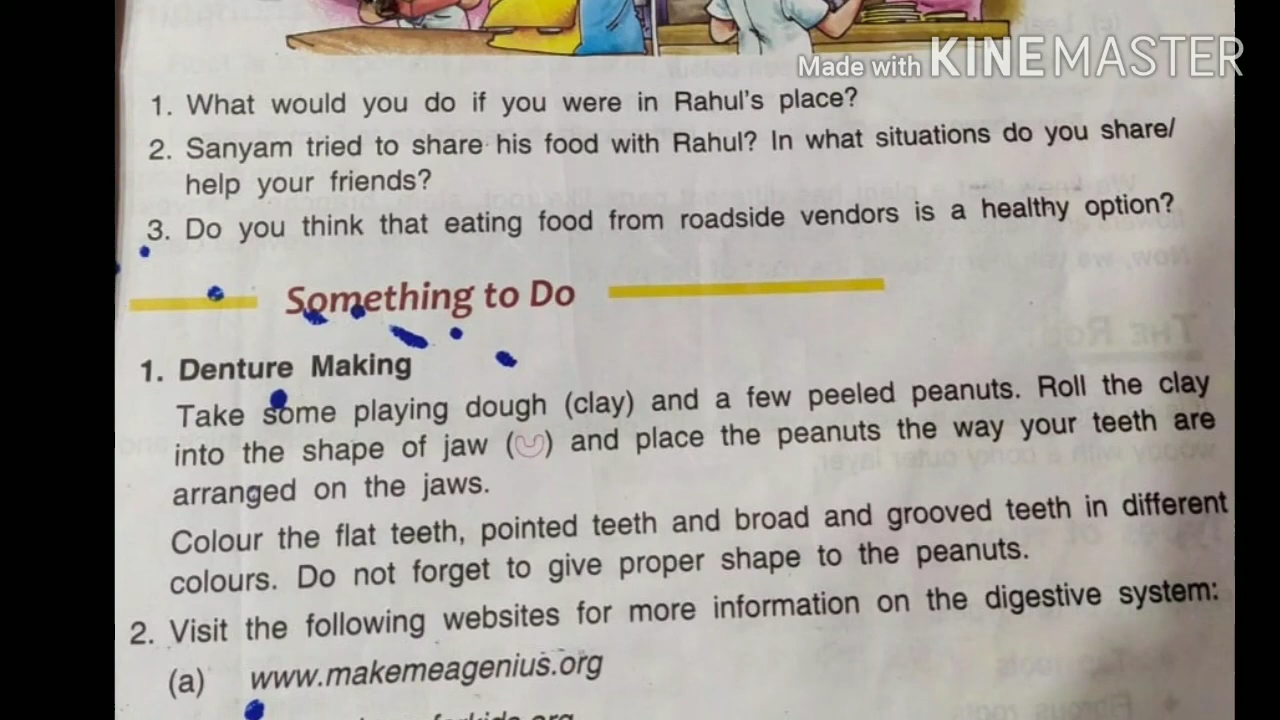 Made with KINEMASTER
1. What would you do if you were in Rahul's place?
2. Sanyam tried to share his food with Rahul? In what situations do you share/
help your friends?
3. Do you think that eating food from roadside vendors is a healthy option?
Something to Do
1. Denture Making
Take some playing dough (clay) and a few peeled peanuts. Roll the clay
into the shape of jaw ( ) and place the peanuts the way your teeth are
arranged on the jaws.
Colour the flat teeth, pointed teeth and broad and grooved teeth in different
colours. Do not forget to give proper shape to the peanuts.
2. Visit the following websites for more information on the digestive system:
(a) www.makemeagenius.org